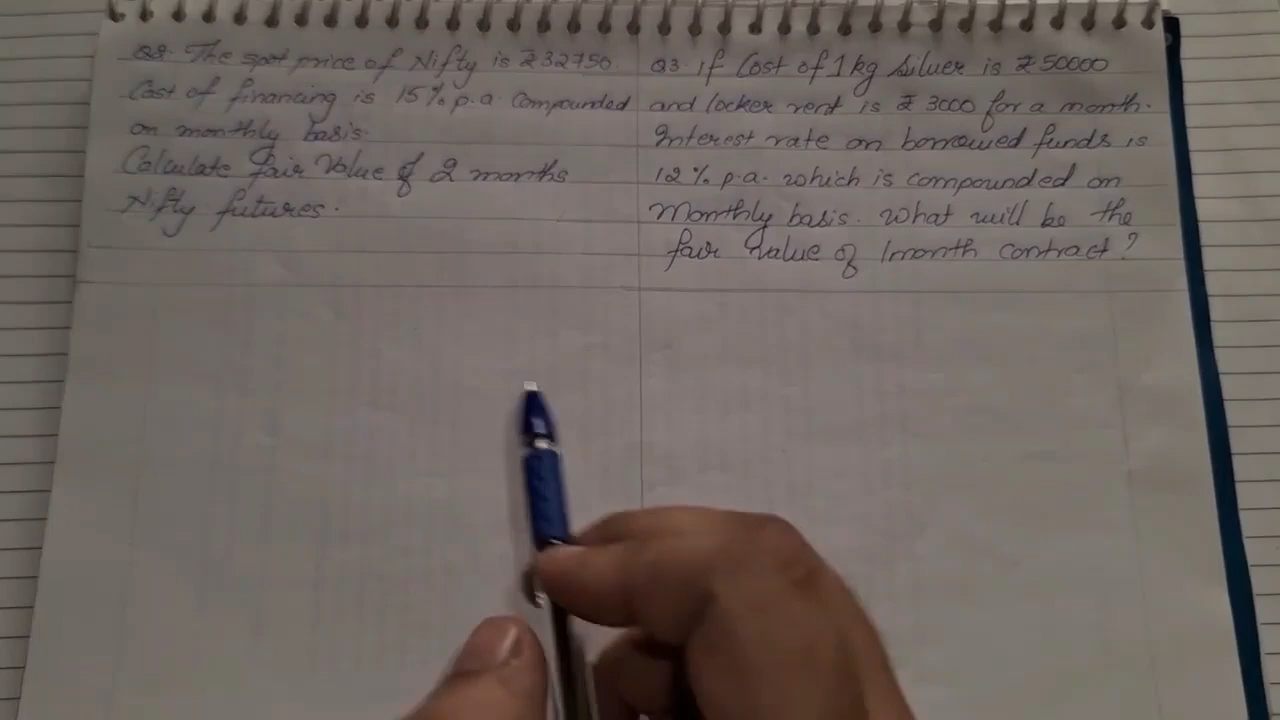 Q2. The spot price of Nifty is ₹32750.
Cost of financing is 15% p.a. Compounded
on monthly basis.
Calculate Fair Value of 2 months
Nifty futures.
Q3. If Cost of 1kg Silver is ₹50000
and locker rent is ₹ 3000 for a month.
Interest rate on borrowed funds is
12% p.a. which is compounded on
Monthly basis. What will be the
fair value of 1month contract?